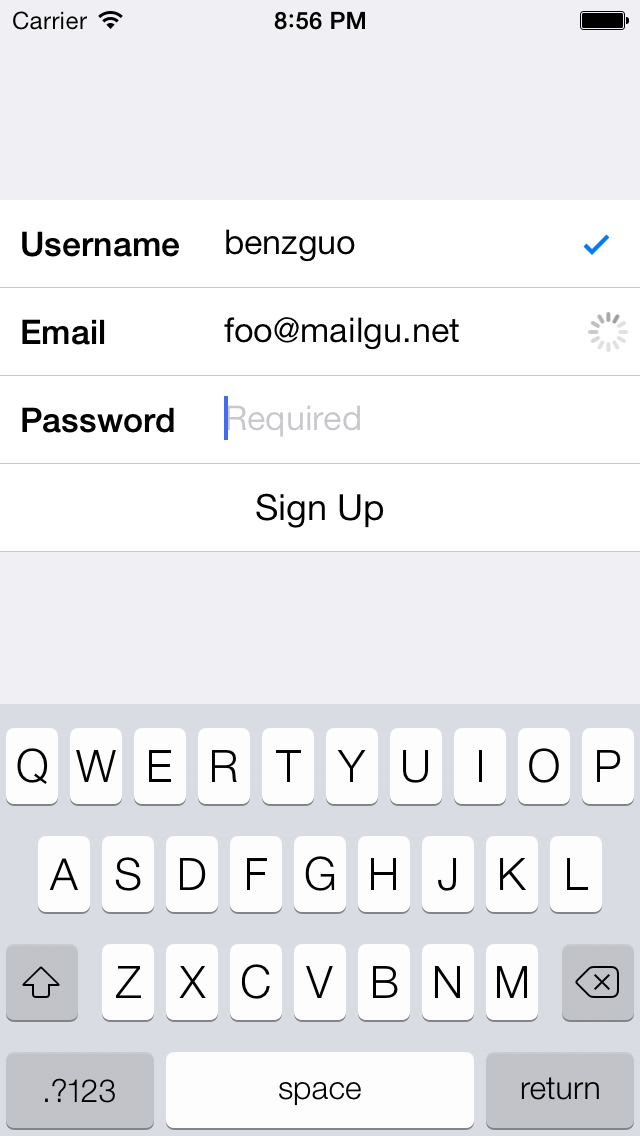 Carrier 8:56 PM
Username benzguo
Email foo@mailgu.net
Password Required
Sign Up
Q W E R T Y U I O P
A S D F G H J K L
Z X C V B N M
.?123 space return